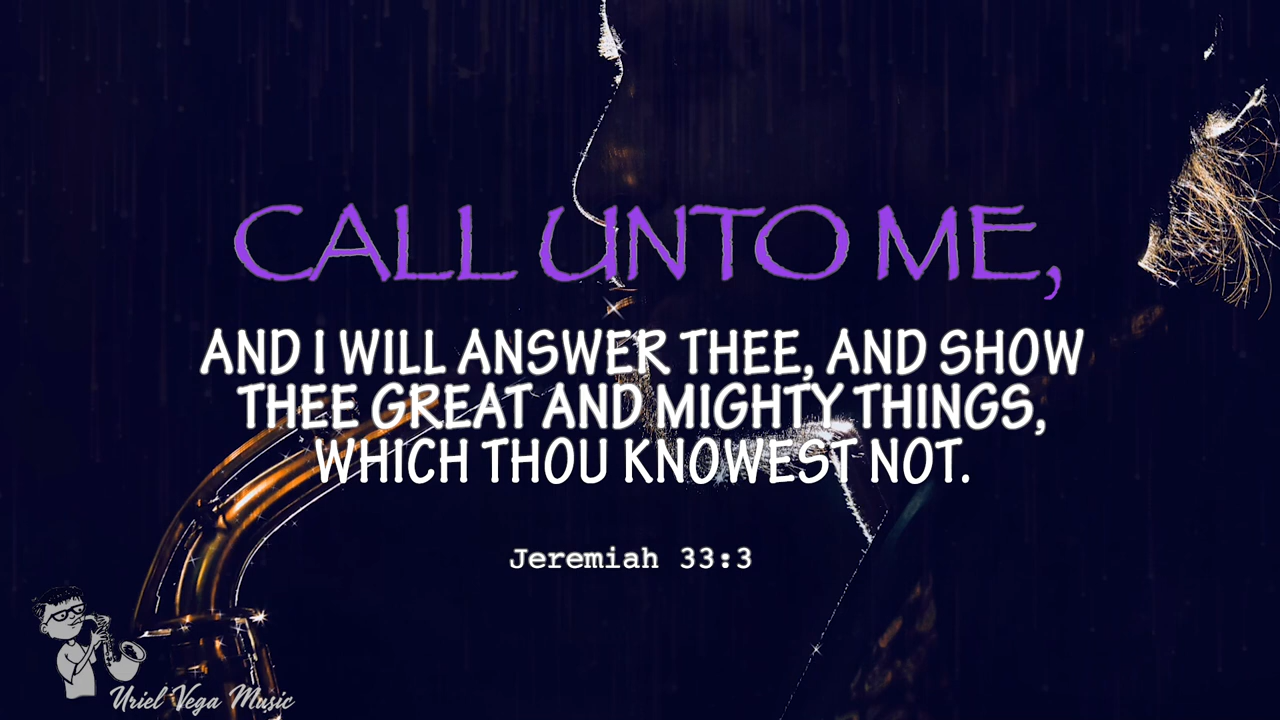 CALL UNTO ME,
AND I WILL ANSWER THEE, AND SHOW
THEE GREAT AND MIGHTY THINGS,
WHICH THOU KNOWEST NOT.
Jeremiah 33:3
Uriel Vega Music